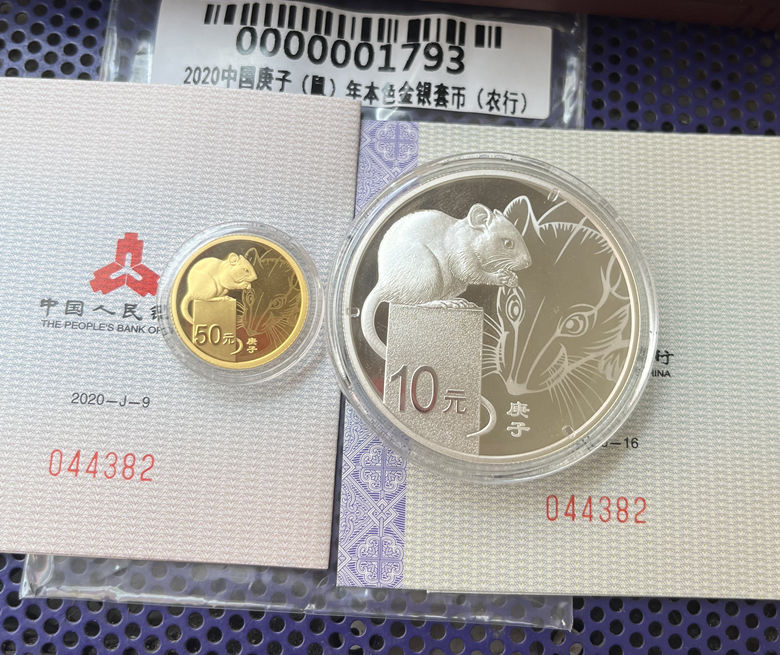 0000001793
2020中国庚子（鼠）年本色金银套币（农行）
中国人民
THE PEOPLE'S BANK OF
2020-J-9
044382
50元
庚子
10元
庚子
行
HINA
-16
044382